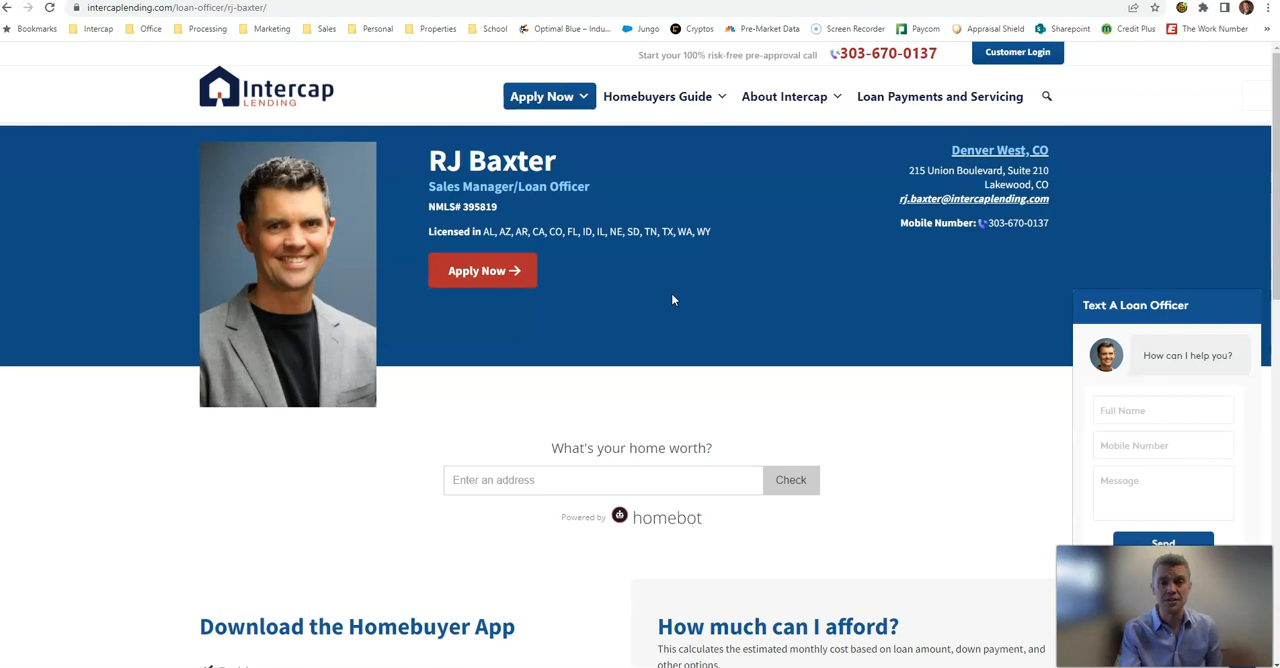 intercaplending.com/loan-officer/rj-baxter/
Bookmarks Intercap Office Processing Marketing Sales Personal Properties School Optimal Blue – Indu... Jungo Cryptos Pre-Market Data Screen Recorder Paycom Appraisal Shield Sharepoint Credit Plus The Work Number »
Start your 100% risk-free pre-approval call 303-670-0137 Customer Login
Intercap
LENDING
Apply Now Homebuyers Guide About Intercap Loan Payments and Servicing
RJ Baxter
Sales Manager/Loan Officer
NMLS# 395819
Licensed in AL, AZ, AR, CA, CO, FL, ID, IL, NE, SD, TN, TX, WA, WY
Apply Now →
Denver West, CO
215 Union Boulevard, Suite 210
Lakewood, CO
rj.baxter@intercaplending.com
Mobile Number: 303-670-0137
Text A Loan Officer
How can I help you?
Full Name
Mobile Number
Message
Send
What's your home worth?
Enter an address Check
Powered by homebot
Download the Homebuyer App
How much can I afford?
This calculates the estimated monthly cost based on loan amount, down payment, and
other options.